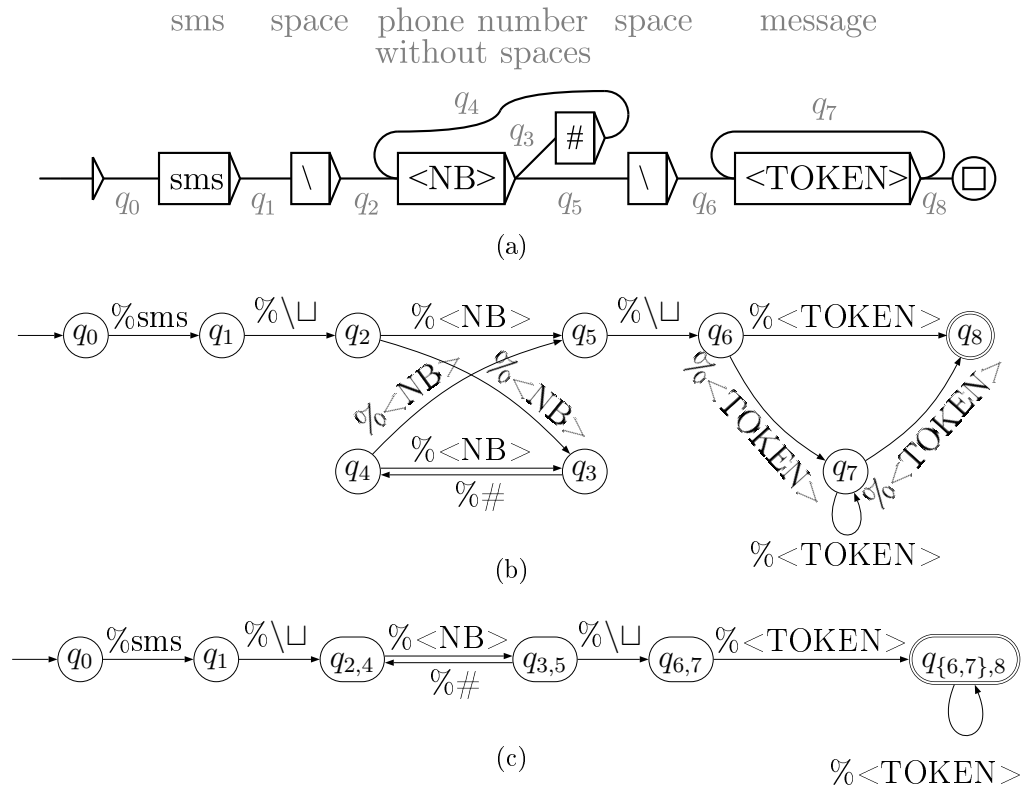 sms space phone number space message
without spaces
q4 q3 # q7
sms \ <NB> \ <TOKEN>
q0 q1 q2 q5 q6 q8
(a)
%sms %\⊔ %<NB> %\⊔ %<TOKEN>
q0 q1 q2 q5 q6 q8
%<NB> %<NB> %<TOKEN> %<TOKEN>
%<NB>
q4 q3 q7
%#
%<TOKEN>
(b)
%sms %\⊔ %<NB> %\⊔ %<TOKEN>
q0 q1 q2,4 q3,5 q6,7 q{6,7},8
%#
(c)
%<TOKEN>